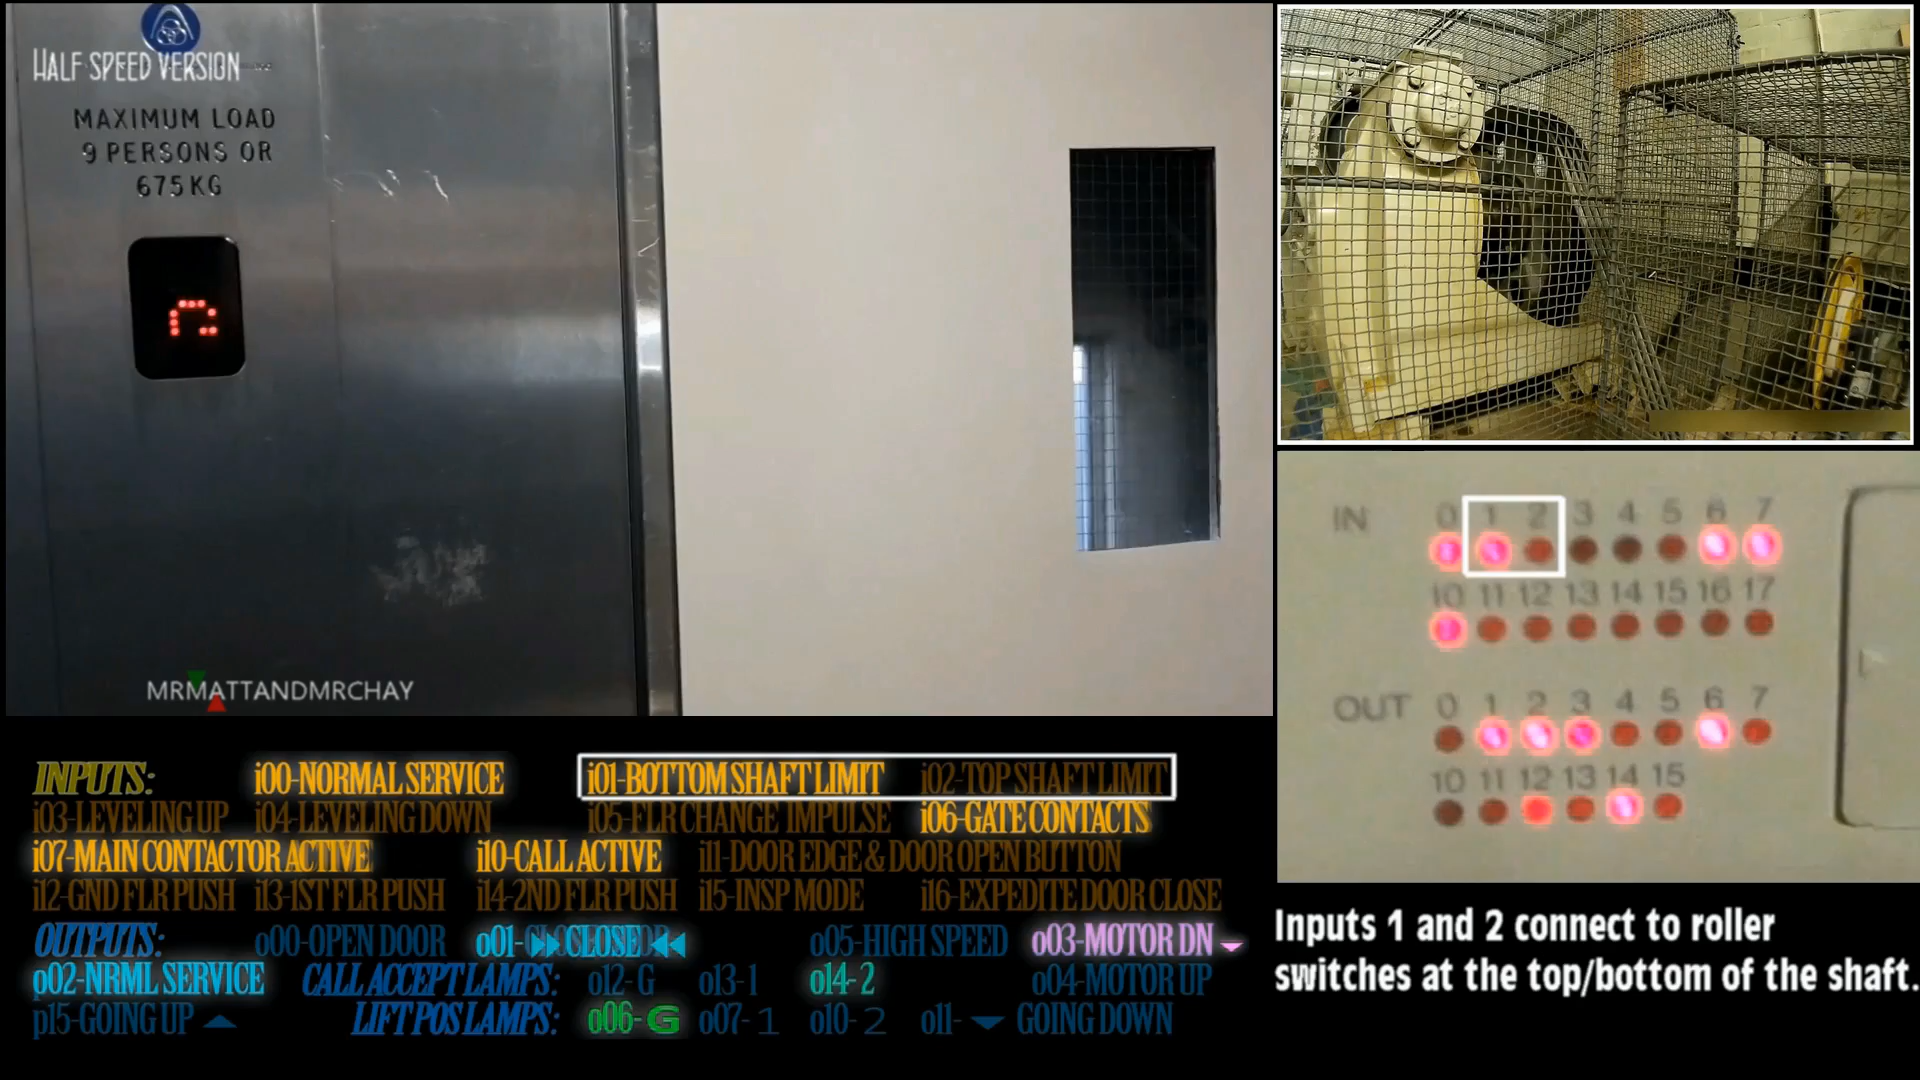 HALF SPEED VERSION
MAXIMUM LOAD
9 PERSONS OR
675KG
MRMATTANDMRCHAY
INPUTS: i00-NORMAL SERVICE i01-BOTTOM SHAFT LIMIT i02-TOP SHAFT LIMIT
i03-LEVELING UP i04-LEVELING DOWN i05-FLR CHANGE IMPULSE i06-GATE CONTACTS
i07-MAIN CONTACTOR ACTIVE i10-CALL ACTIVE i11-DOOR EDGE & DOOR OPEN BUTTON
i12-GND FLR PUSH i13-1ST FLR PUSH i14-2ND FLR PUSH i15-INSP MODE i16-EXPEDITE DOOR CLOSE
OUTPUTS: o00-OPEN DOOR o01- CLOSE o05-HIGH SPEED o03-MOTOR DN
o02-NRML SERVICE CALL ACCEPT LAMPS: o12-G o13-1 o14-2 o04-MOTOR UP
p15-GOING UP LIFT POS LAMPS: o06-G o07-1 o10-2 o11- GOING DOWN
IN 0 1 2 3 4 5 6 7
10 11 12 13 14 15 16 17
OUT 0 1 2 3 4 5 6 7
10 11 12 13 14 15
Inputs 1 and 2 connect to roller
switches at the top/bottom of the shaft.